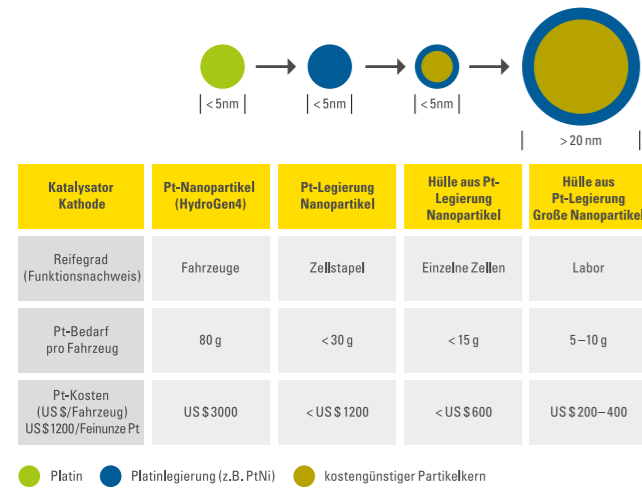 < 5nm
< 5nm
< 5nm
> 20 nm
Katalysator
Kathode
Pt-Nanopartikel
(HydroGen4)
Pt-Legierung
Nanopartikel
Hülle aus Pt-
Legierung
Nanopartikel
Hülle aus
Pt-Legierung
Große Nanopartikel
Reifegrad
(Funktionsnachweis)
Fahrzeuge
Zellstapel
Einzelne Zellen
Labor
Pt-Bedarf
pro Fahrzeug
80 g
< 30 g
< 15 g
5–10 g
Pt-Kosten
(US $/Fahrzeug)
US $ 1200/Feinunze Pt
US $ 3000
< US $ 1200
< US $ 600
US $ 200–400
Platin
Platinlegierung (z.B. PtNi)
kostengünstiger Partikelkern